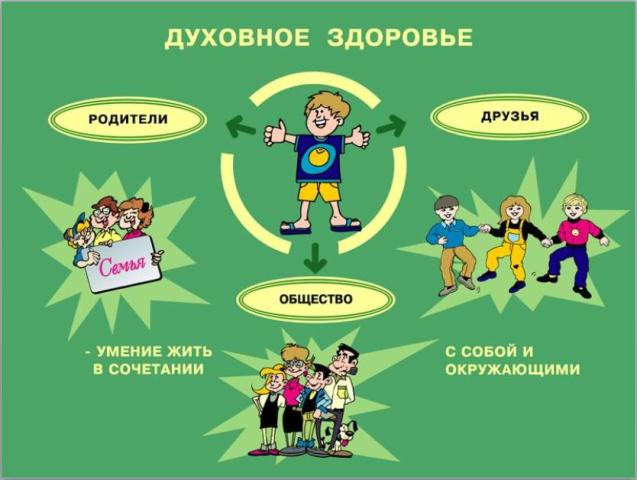 ДУХОВНОЕ ЗДОРОВЬЕ
РОДИТЕЛИ
ДРУЗЬЯ
Семья
ОБЩЕСТВО
- УМЕНИЕ ЖИТЬ
В СОЧЕТАНИИ
С СОБОЙ И
ОКРУЖАЮЩИМИ